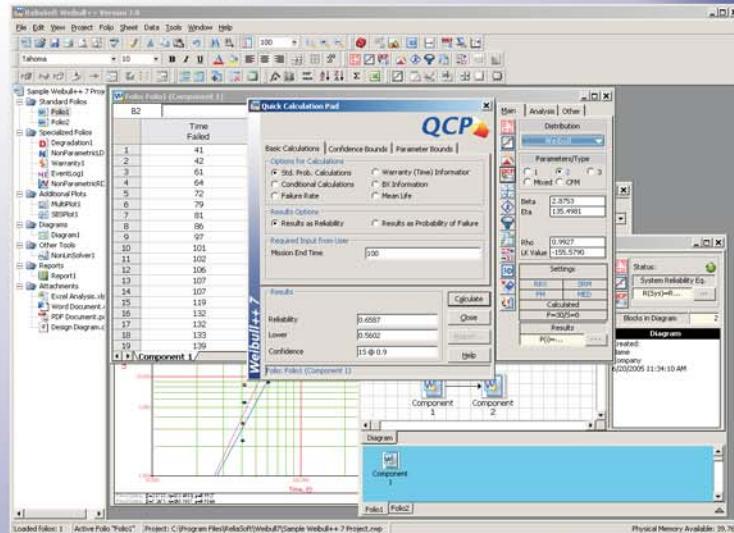 ReliaSoft Weibull++ Version 7.0
File Edit View Project Folio Sheet Data Tools Window Help
100
Tahoma 10 B I U A
Sample Weibull++ 7 Proje
Standard Folios
Folio1
Folio2
Specialized Folios
Degradation1
NonParametricLD
Warranty1
EventLog1
NonParametricRD
Additional Plots
MultiPlot1
SBSPlot1
Diagrams
Diagram1
Other Tools
NonLinSolver1
Reports
Report1
Attachments
Excel Analysis.xls
Word Document.
PDF Document.p
Design Diagram.
Folio: Folio1 (Component 1)
B2
Time
Failed
1 41
2 42
3 61
4 64
5 72
6 79
7 81
8 86
9 97
10 101
11 102
12 106
13 107
14 107
15 119
16 132
17 132
18 133
19 139
Component 1
Quick Calculation Pad
QCP
Basic Calculations Confidence Bounds Parameter Bounds
Options for Calculations
Std. Prob. Calculations Warranty (Time) Information
Conditional Calculations BX Information
Failure Rate Mean Life
Results Options
Results as Reliability Results as Probability of Failure
Required Input from User
Mission End Time 100
Results
Reliability 0.6587
Lower 0.5602
Confidence 1S @ 0.9
Calculate
Close
Report...
Help
Weibull++ 7
Folio: Folio1 (Component 1)
Main Analysis Other
Distribution
Weibull
Parameters/Type
1 2 3
Mixed CFM
Beta 2.8753
Eta 135.4981
Rho 0.9927
LK Value -155.5790
Settings
RRX SRM
FM MED
Calculated
F=30/S=0
Results
P(i)=... ...
Status:
System Reliability Eq.
R(Sys)=R... ...
Blocks in Diagram 2
Diagram
Created:
Name
Company
6/20/2005 11:34:10 AM
Time, (t)
Component
1
Component
2
Diagram
Component
1
Folio1 Folio2
Loaded folios: 1 Active Folio "Folio1" Project: C:\Program Files\ReliaSoft\Weibull7\Sample Weibull++ 7 Project.rwp Physical Memory Available: 39.76